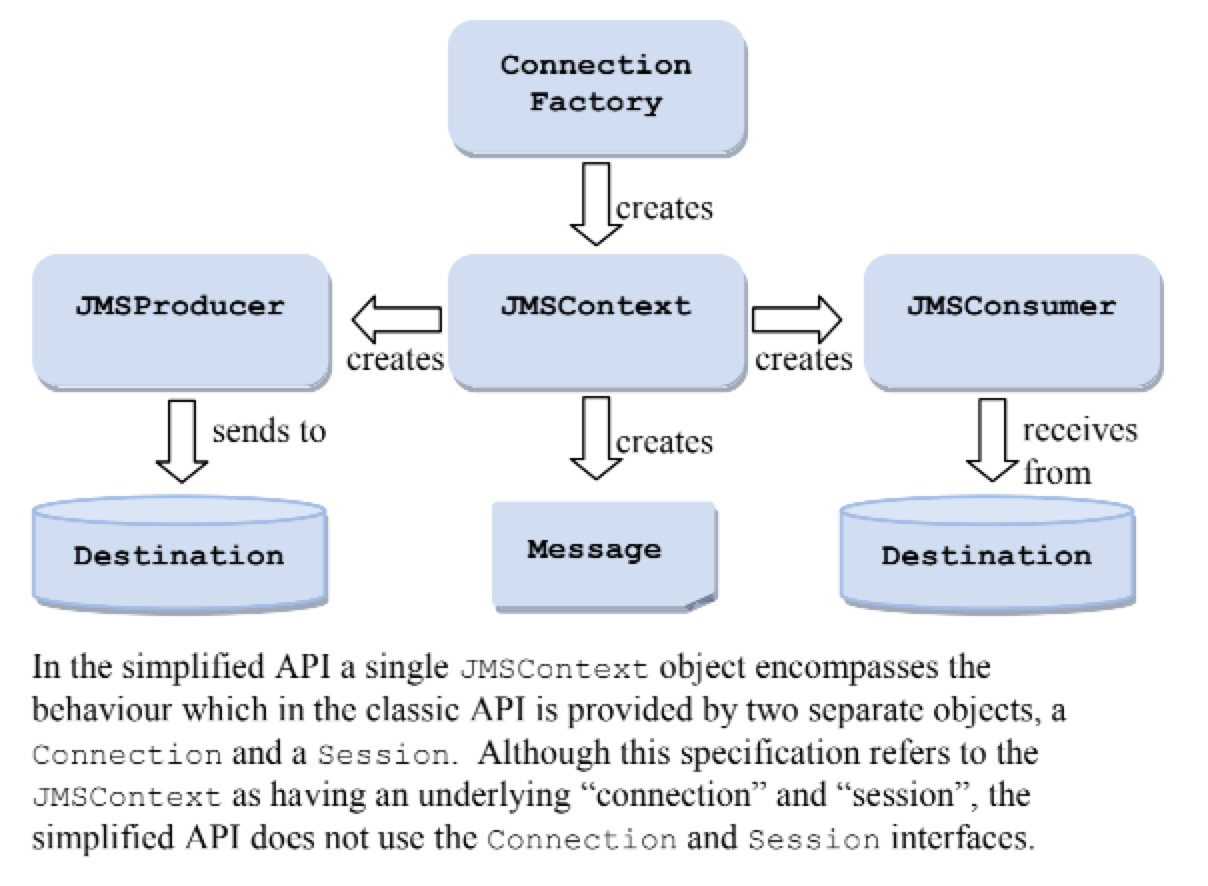 Connection
Factory
creates
JMSProducer
JMSContext
JMSConsumer
creates
creates
sends to
creates
receives
from
Destination
Message
Destination
In the simplified API a single JMSContext object encompasses the
behaviour which in the classic API is provided by two separate objects, a
Connection and a Session.  Although this specification refers to the
JMSContext as having an underlying “connection” and “session”, the
simplified API does not use the Connection and Session interfaces.